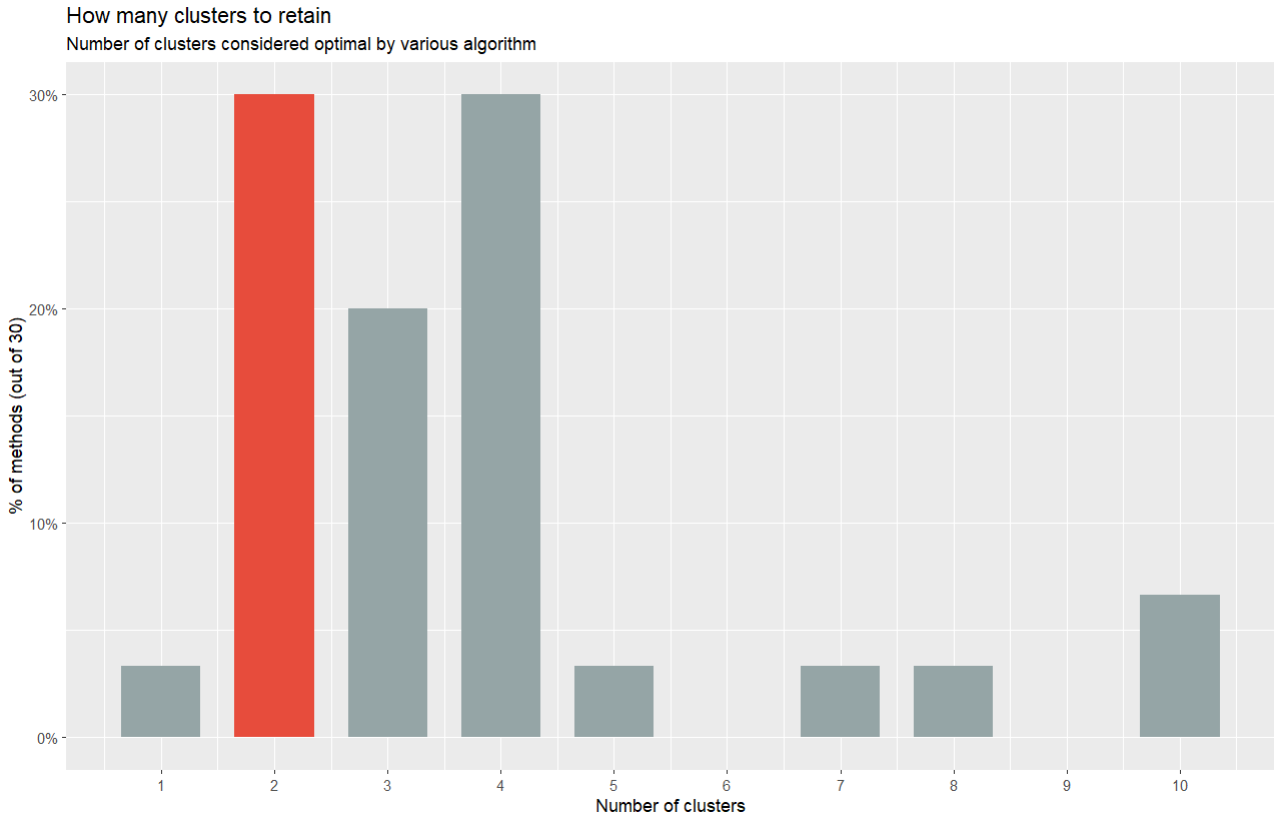 How many clusters to retain
Number of clusters considered optimal by various algorithm
30%
20%
10%
0%
% of methods (out of 30)
1 2 3 4 5 6 7 8 9 10
Number of clusters